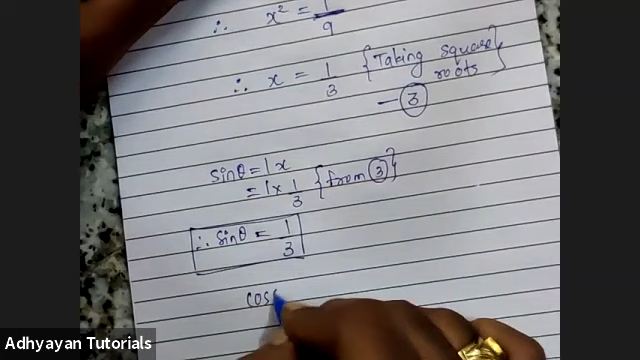 ∴ x² = 1/9
∴ x = 1/3 {Taking square roots} — ③
sinθ = 1x
= 1 × 1/3 {from ③}
∴ sinθ = 1/3
cos
Adhyayan Tutorials